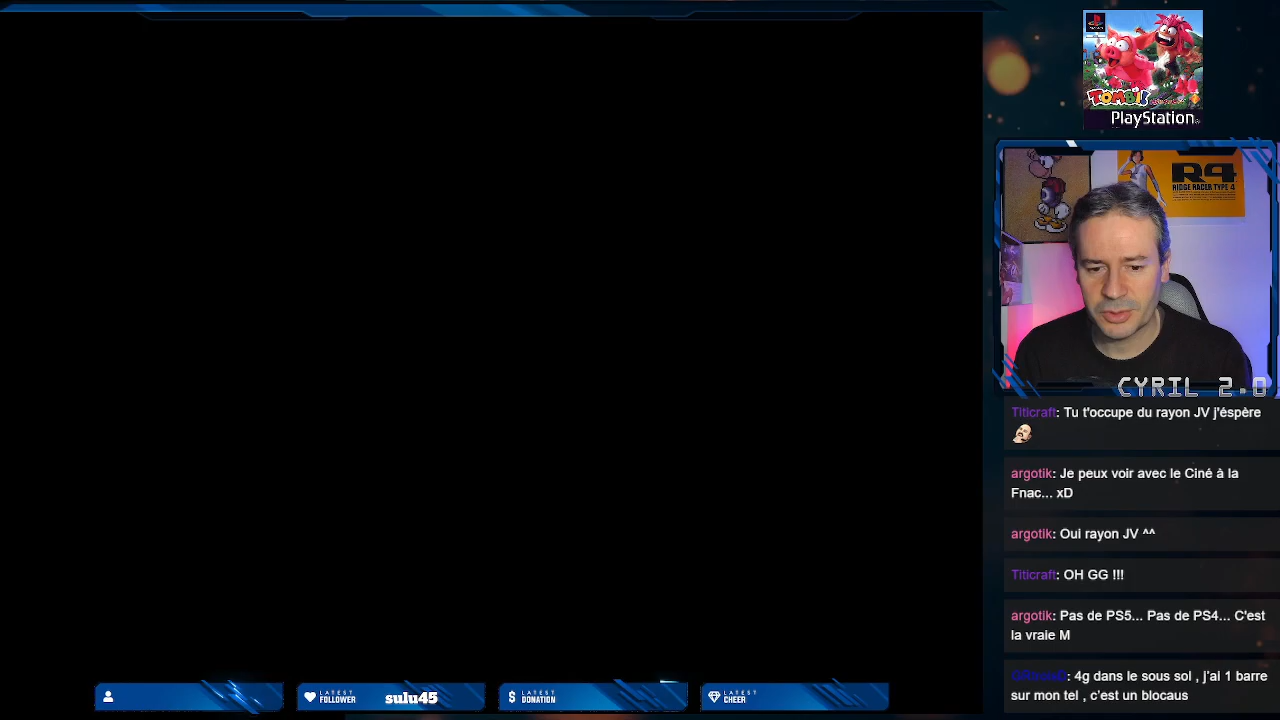 TOMBI!
PlayStation
R4
RIDGE RACER TYPE 4
CYRIL 2.0
Titicraft: Tu t'occupe du rayon JV j'éspère
argotik: Je peux voir avec le Ciné à la
Fnac... xD
argotik: Oui rayon JV ^^
Titicraft: OH GG !!!
argotik: Pas de PS5... Pas de PS4... C'est
la vraie M
: 4g dans le sous sol , j'ai 1 barre
sur mon tel , c'est un blocaus
LATEST
FOLLOWER
sulu45
LATEST
DONATION
LATEST
CHEER